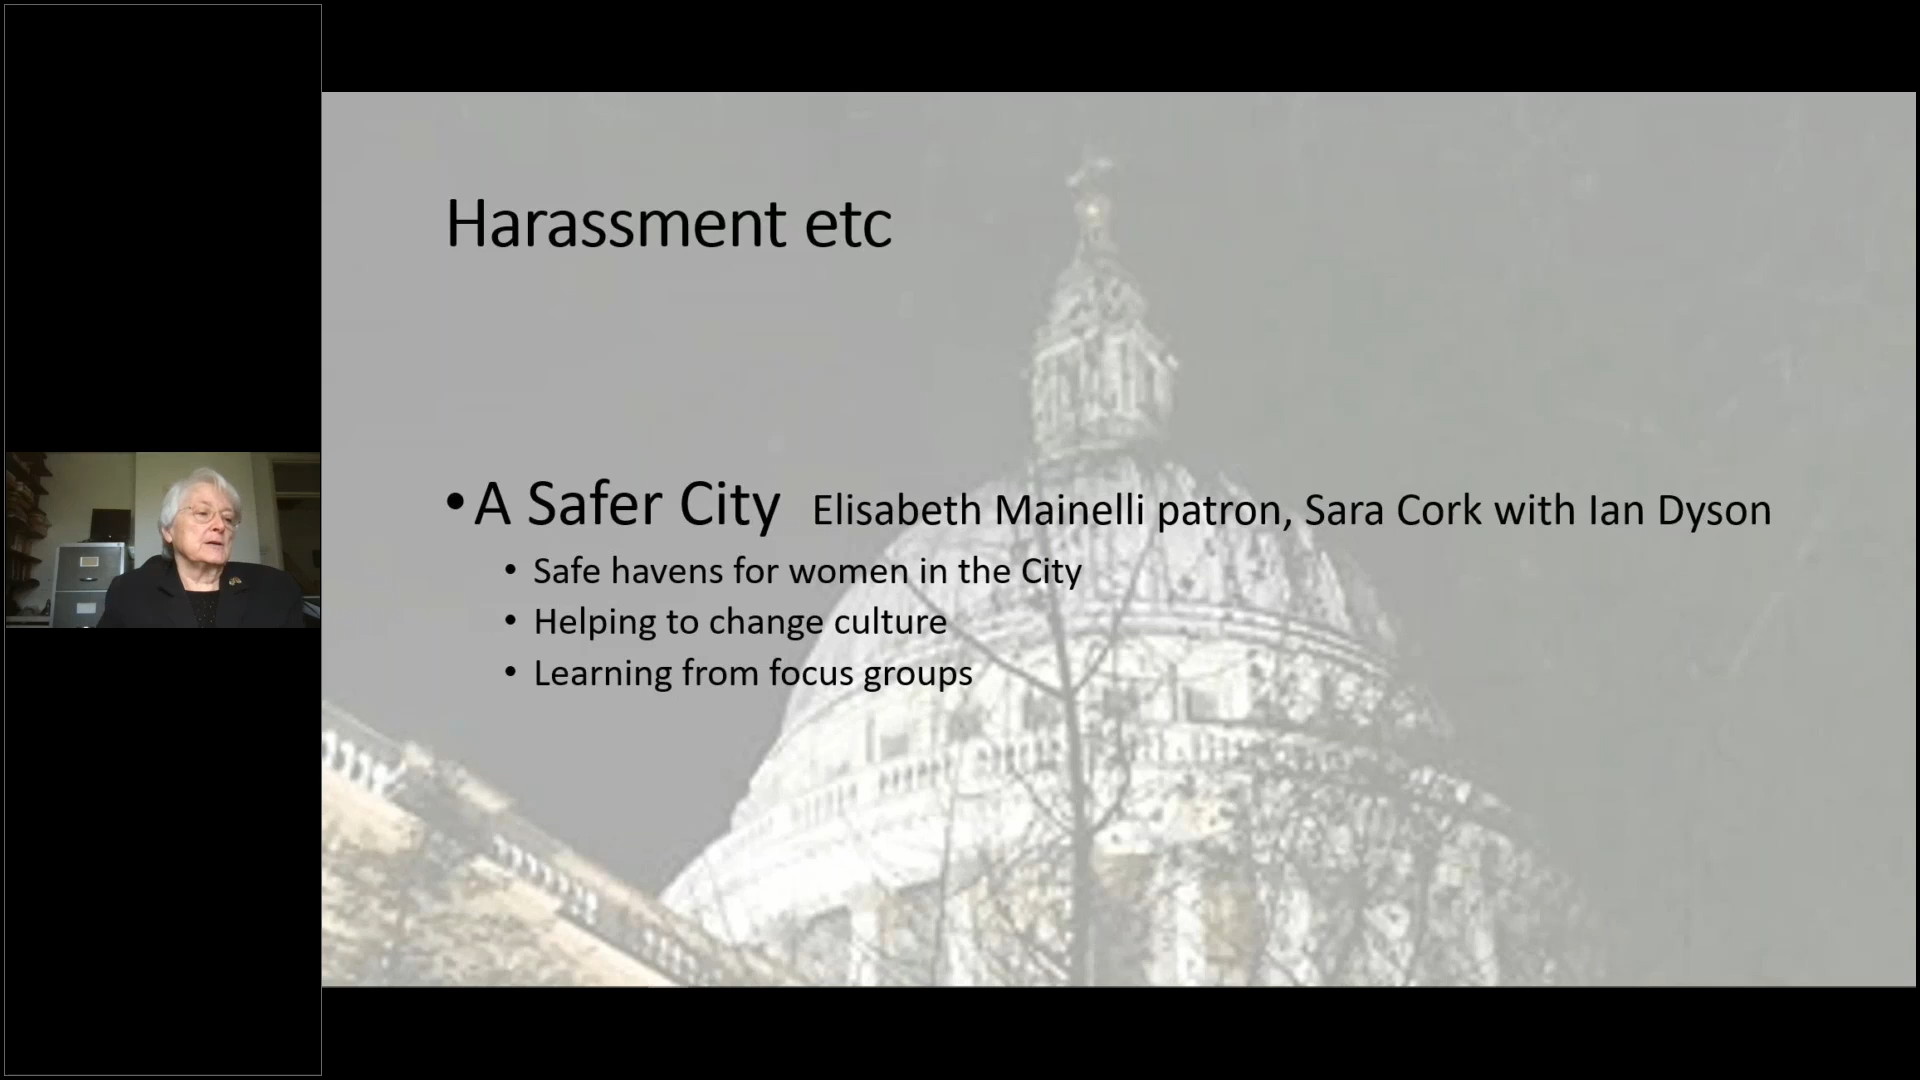 Harassment etc
• A Safer City Elisabeth Mainelli patron, Sara Cork with Ian Dyson
• Safe havens for women in the City
• Helping to change culture
• Learning from focus groups